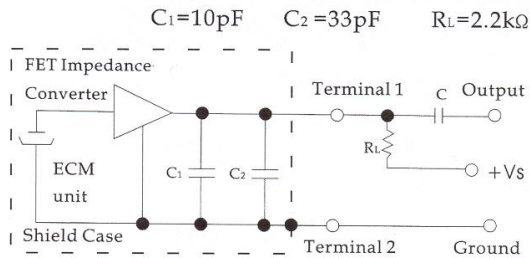 C1=10pF C2=33pF RL=2.2kΩ
FET Impedance
Converter
Terminal 1
C
Output
RL
+Vs
ECM
unit
C1
C2
Shield Case
Terminal 2
Ground